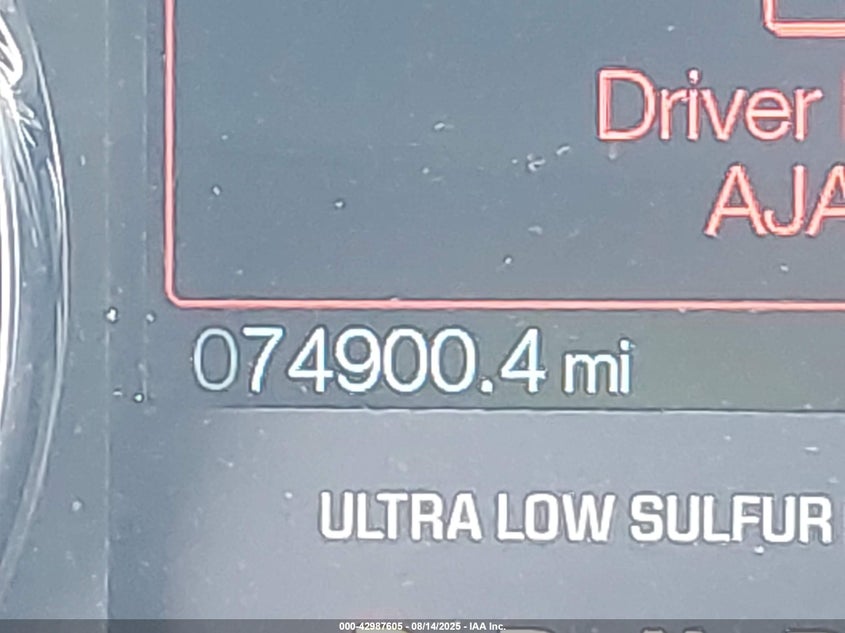 Driver
AJA
074900.4 mi
ULTRA LOW SULFUR
000-42987605 - 08/14/2025 - IAA Inc.